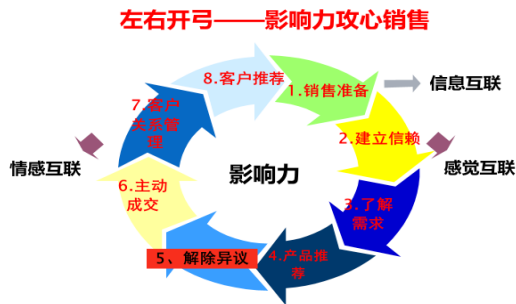 左右开弓——影响力攻心销售
8.客户推荐
1.销售准备
信息互联
7.客户
关系管
理
2.建立信赖
情感互联
影响力
感觉互联
6.主动
成交
3.了解
需求
5、解除异议
4.产品推
荐